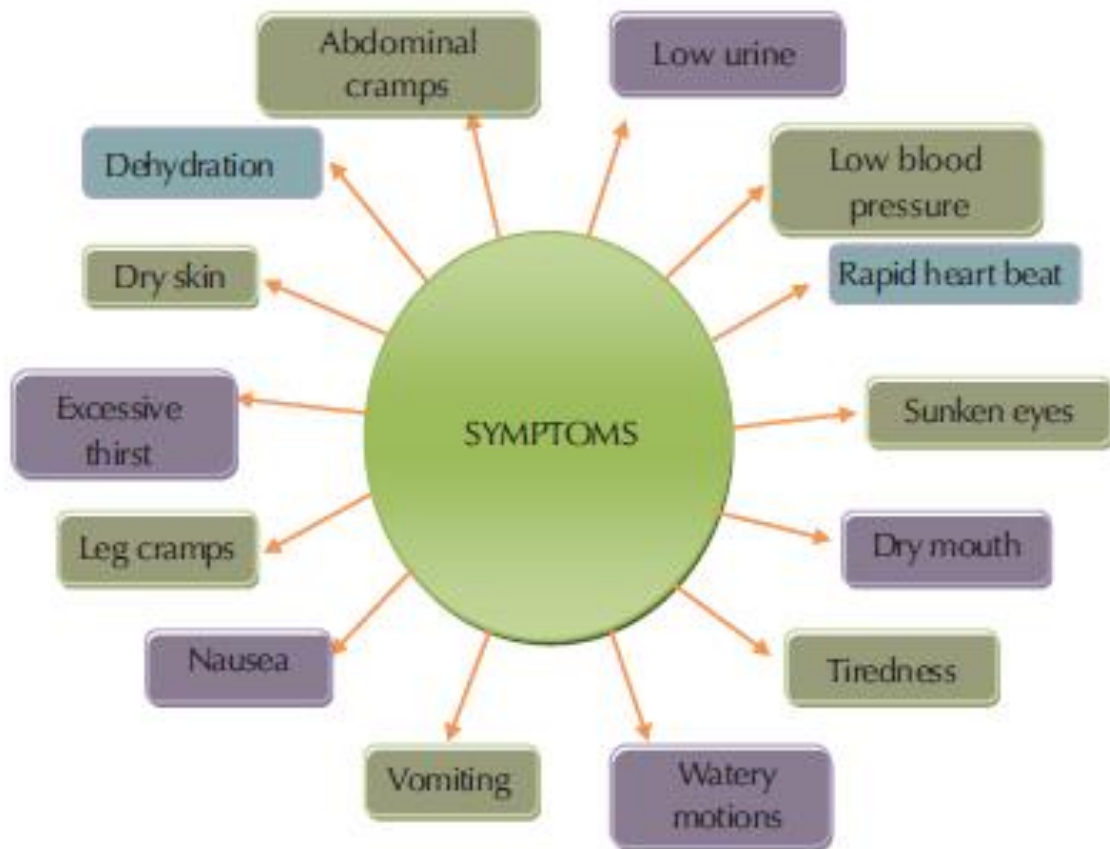 Abdominal
cramps
Low urine
Dehydration
Low blood
pressure
Dry skin
Rapid heart beat
Excessive
thirst
SYMPTOMS
Sunken eyes
Leg cramps
Dry mouth
Nausea
Tiredness
Vomiting
Watery
motions